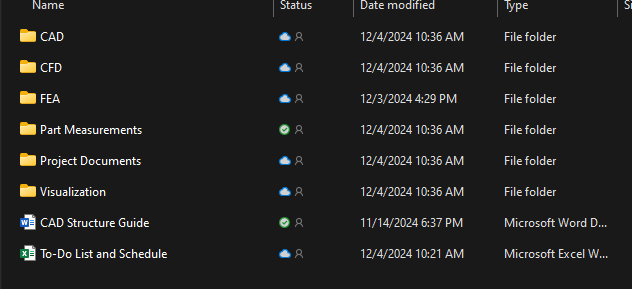 Name Status Date modified Type Si
CAD 12/4/2024 10:36 AM File folder
CFD 12/4/2024 10:36 AM File folder
FEA 12/3/2024 4:29 PM File folder
Part Measurements 12/4/2024 10:36 AM File folder
Project Documents 12/4/2024 10:36 AM File folder
Visualization 12/4/2024 10:36 AM File folder
CAD Structure Guide 11/14/2024 6:37 PM Microsoft Word D...
To-Do List and Schedule 12/4/2024 10:21 AM Microsoft Excel W...